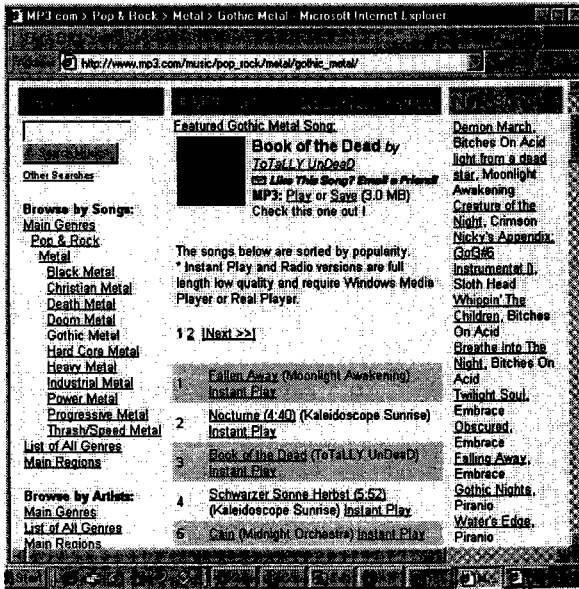 MP3.com > Pop & Rock > Metal > Gothic Metal - Microsoft Internet Explorer
http://www.mp3.com/music/pop_rock/metal/gothic_metal/
Other Searches
Browse by Songs:
Main Genres
Pop & Rock
Metal
Black Metal
Christian Metal
Death Metal
Doom Metal
Gothic Metal
Hard Core Metal
Heavy Metal
Industrial Metal
Power Metal
Progressive Metal
Thrash/Speed Metal
List of All Genres
Main Regions
Browse by Artists:
Main Genres
List of All Genres
Main Regions
Featured Gothic Metal Song:
Book of the Dead by
ToTaLLY UnDeaD
Like This Song? Email a Friend!
MP3: Play or Save (3.0 MB)
Check this one out !
The songs below are sorted by popularity.
* Instant Play and Radio versions are full
length low quality and require Windows Media
Player or Real Player.
1 2 [Next >>]
1 Fallen Away (Moonlight Awakening)
Instant Play
2 Nocturne (4:40) (Kaleidoscope Sunrise)
Instant Play
3 Book of the Dead (ToTaLLY UnDeaD)
Instant Play
4 Schwarzer Sonne Herbst (5:52)
(Kaleidoscope Sunrise) Instant Play
5 Cain (Midnight Orchestra) Instant Play
Demon March,
Bitches On Acid
light from a dead
star, Moonlight
Awakening
Creature of the
Night, Crimson
Nicky's Appendix:
Instrumental (),
Sloth Head
Whippin' The
Children, Bitches
On Acid
Breathe Into The
Night, Bitches On
Acid
Twilight Soul,
Embrace
Obscured,
Embrace
Falling Away,
Embrace
Gothic Nights,
Piranio
Water's Edge,
Piranio